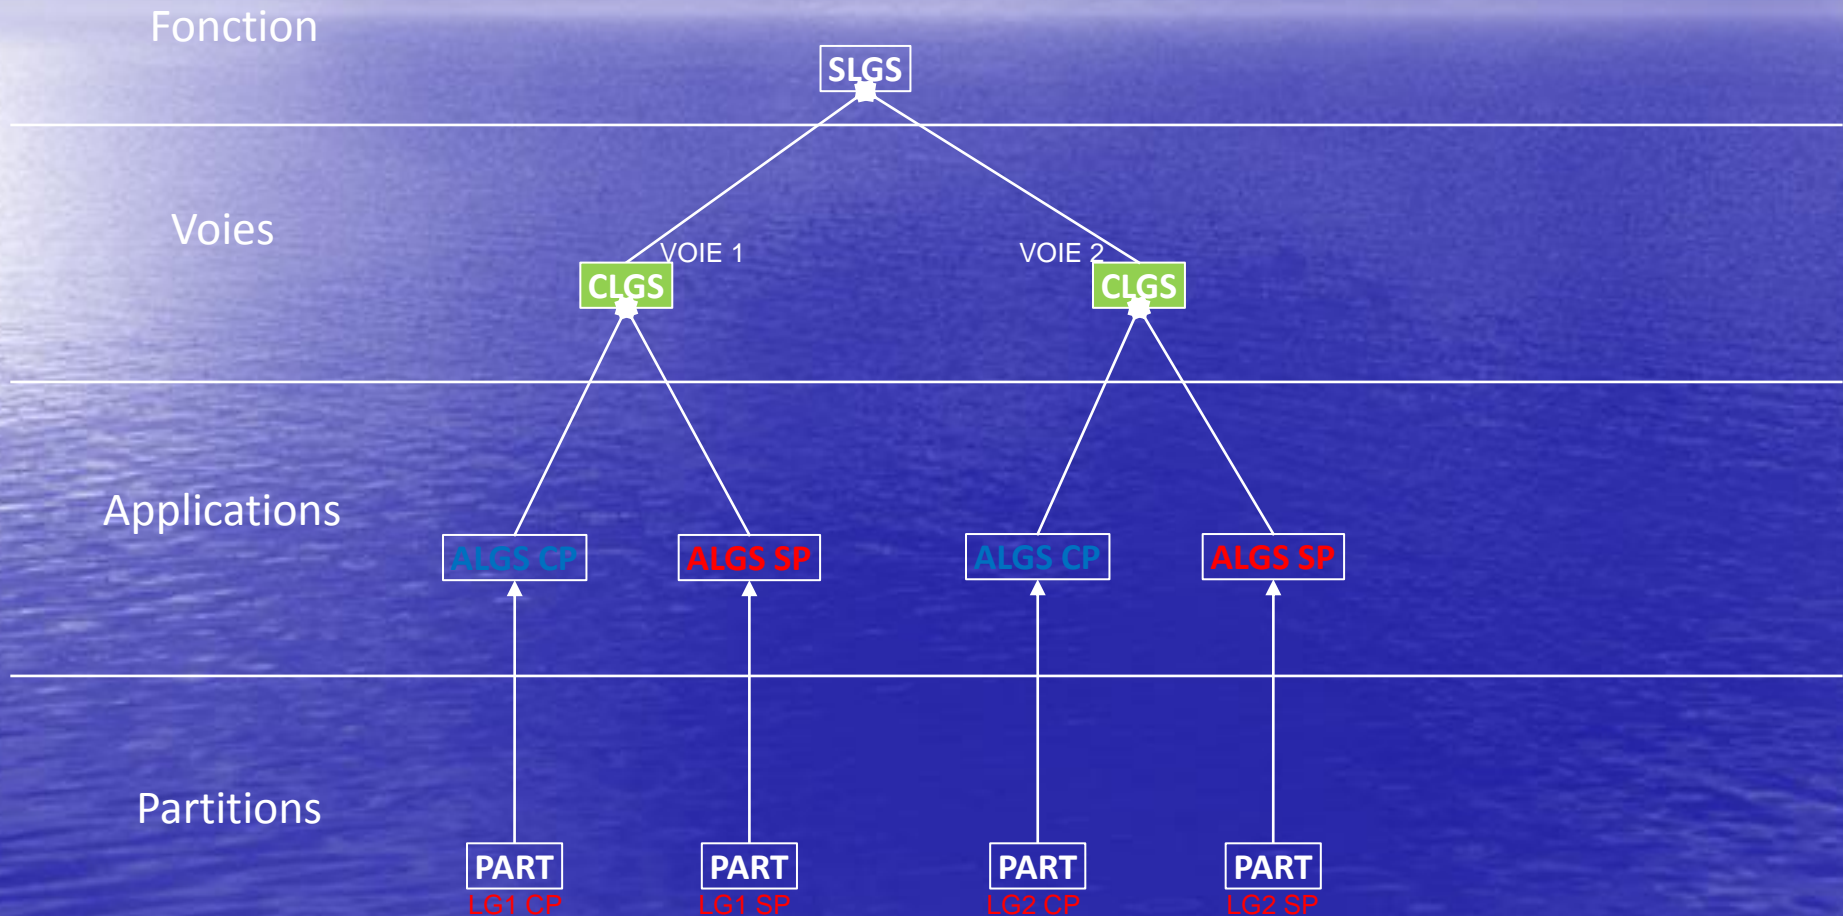 Fonction
SLGS
Voies
VOIE 1
VOIE 2
CLGS
CLGS
Applications
ALGS CP
ALGS SP
ALGS CP
ALGS SP
Partitions
PART
PART
PART
PART
LG1 CP
LG1 SP
LG2 CP
LG2 SP